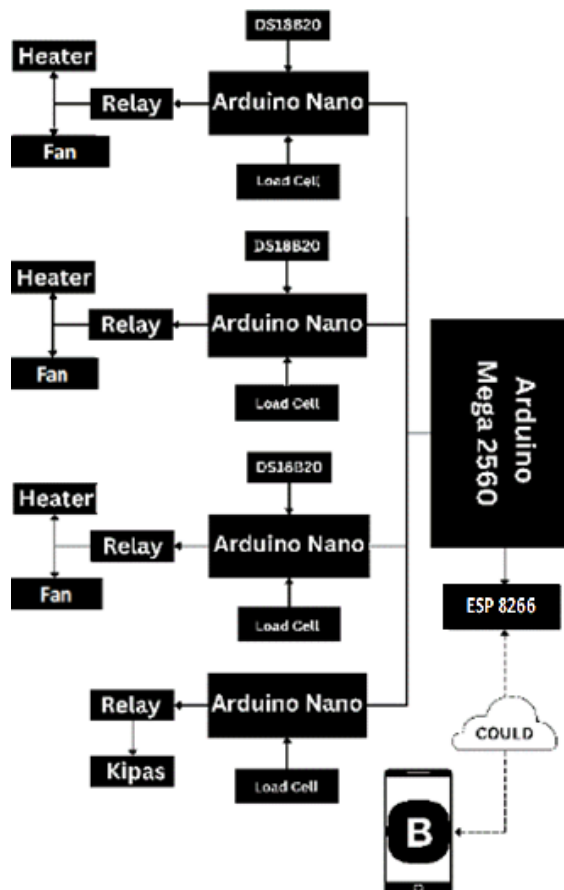 DS18B20
Heater
Relay
Arduino Nano
Fan
Load Cell
DS18B20
Heater
Relay
Arduino Nano
Fan
Load Cell
Arduino
Mega 2560
DS18B20
Heater
Relay
Arduino Nano
Fan
Load Cell
ESP 8266
Relay
Arduino Nano
COULD
Kipas
Load Cell
B